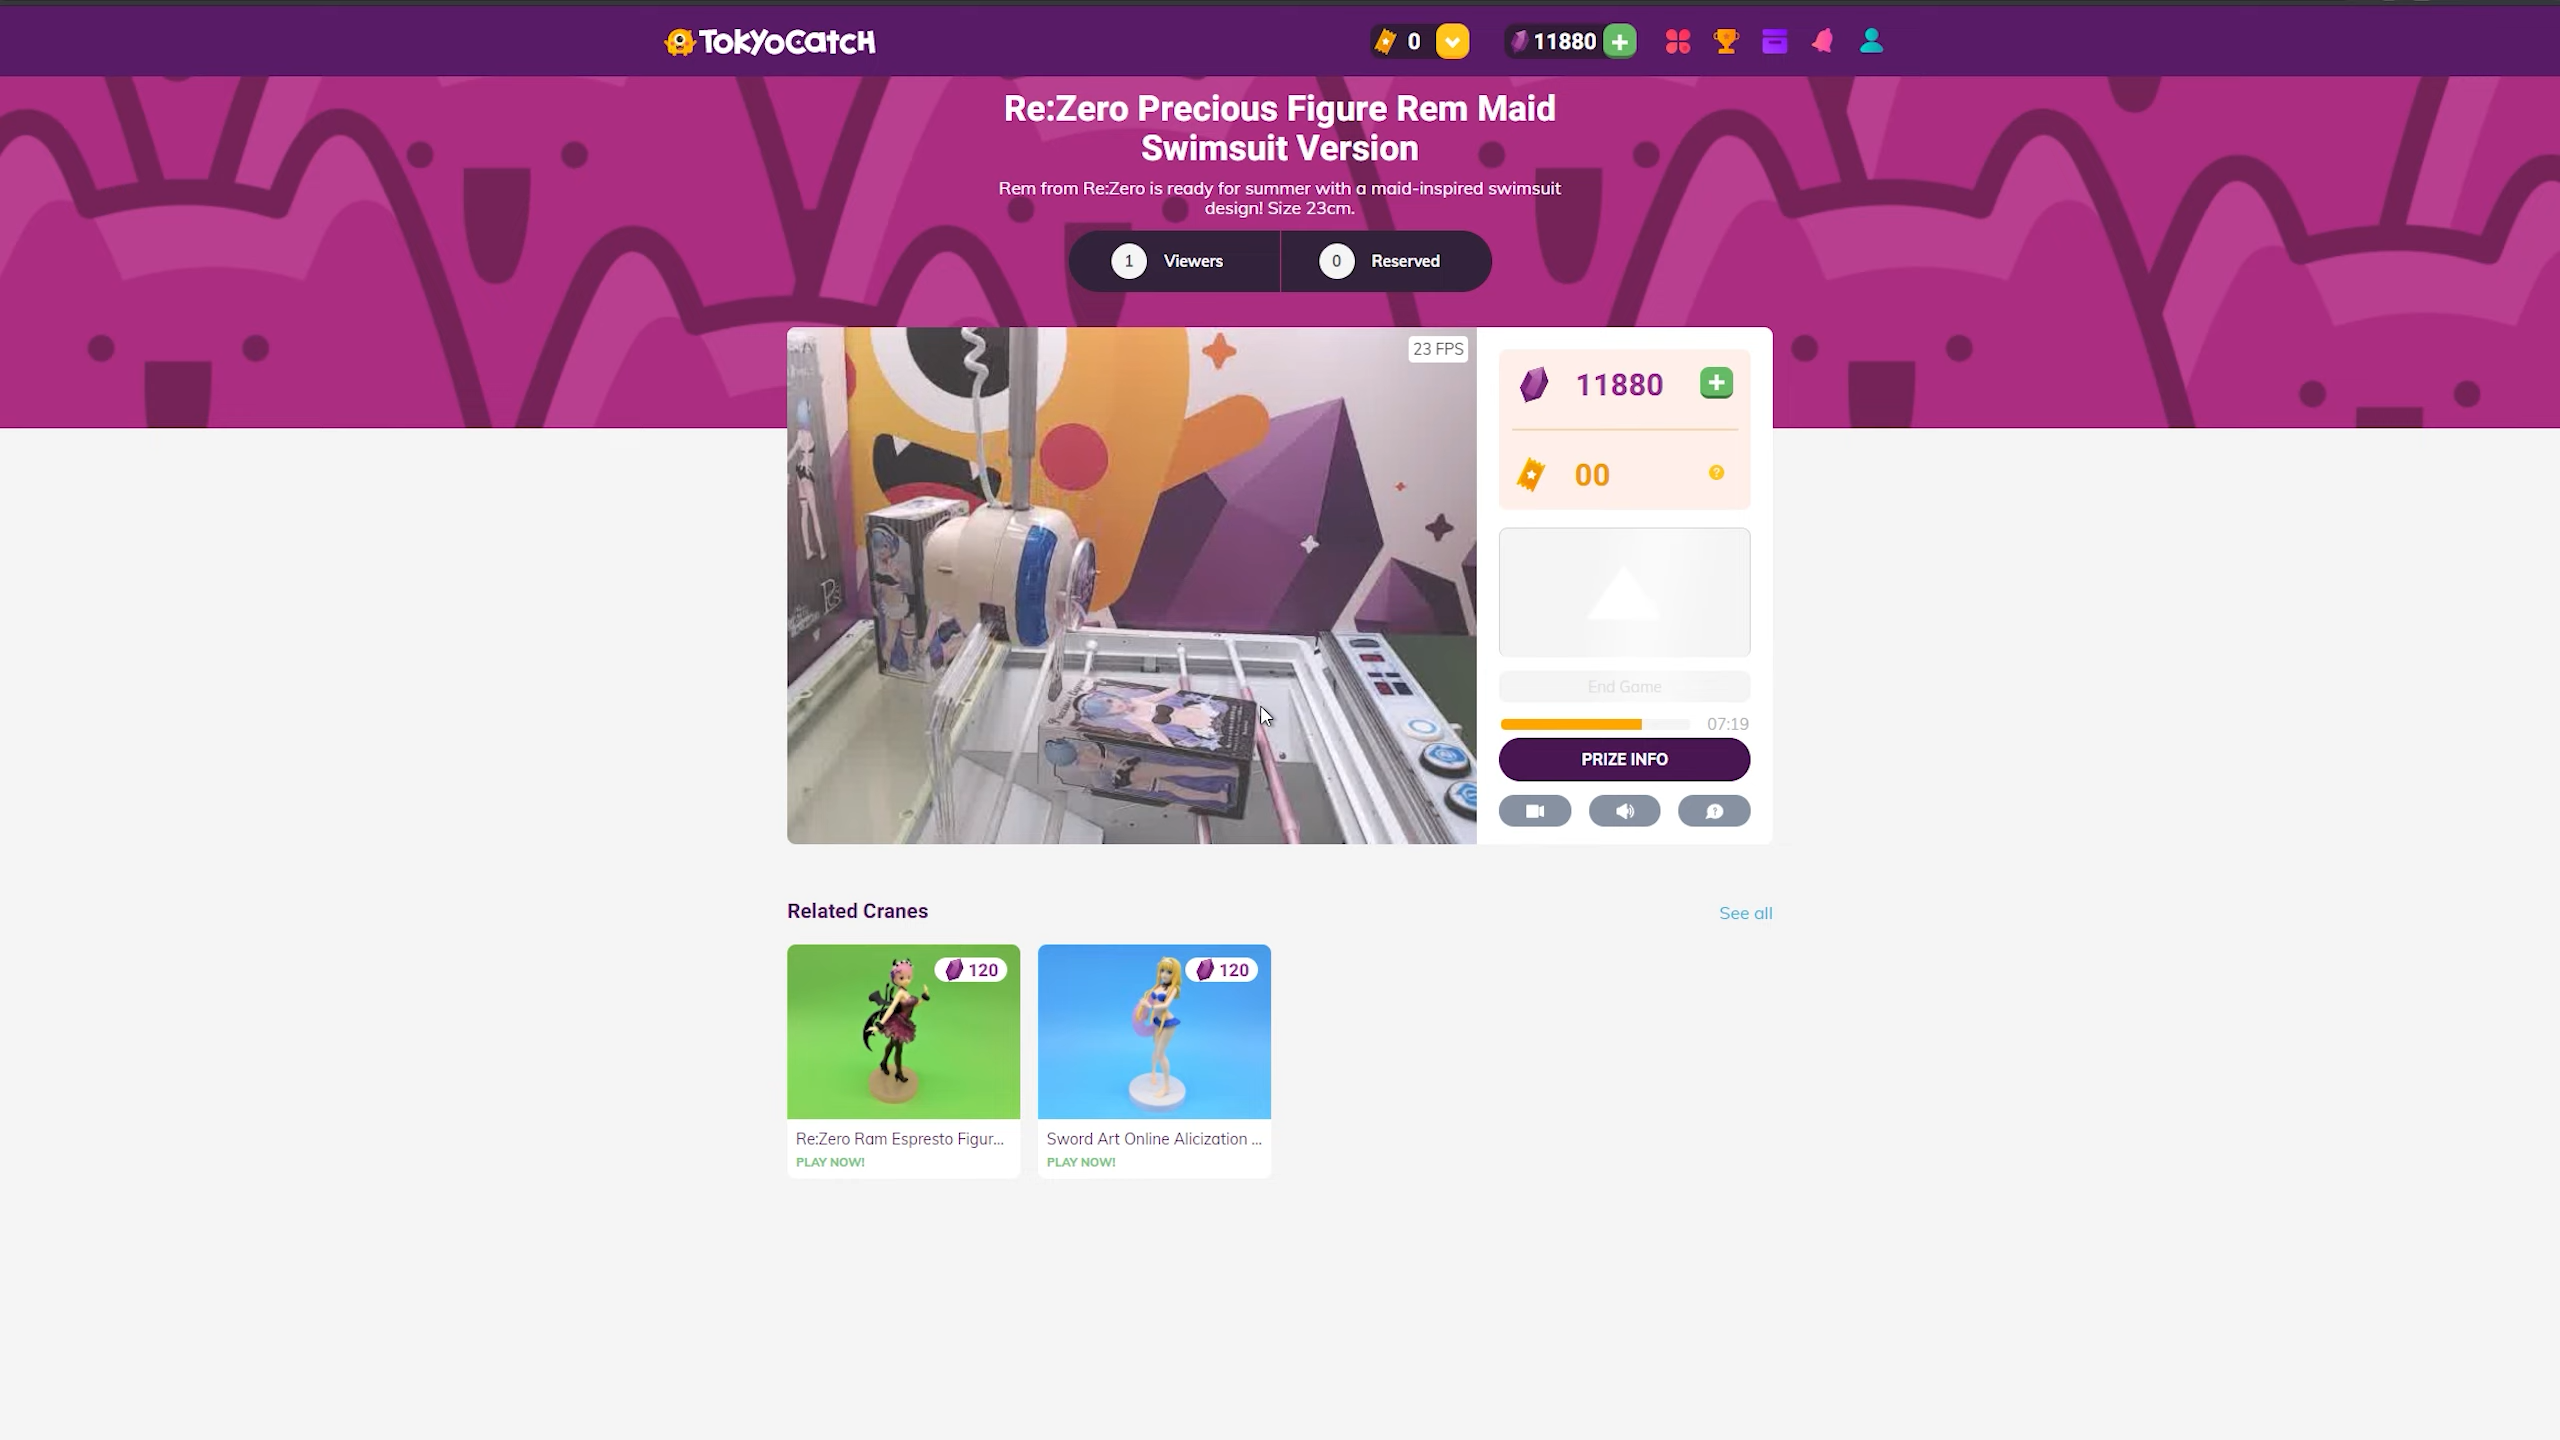 TOKYOCATCH
0
11880
Re:Zero Precious Figure Rem Maid
Swimsuit Version
Rem from Re:Zero is ready for summer with a maid-inspired swimsuit
design! Size 23cm.
1 Viewers
0 Reserved
23 FPS
11880
00
?
End Game
07:19
PRIZE INFO
?
Related Cranes
See all
120
120
Re:Zero Ram Espresto Figur...
PLAY NOW!
Sword Art Online Alicization ...
PLAY NOW!